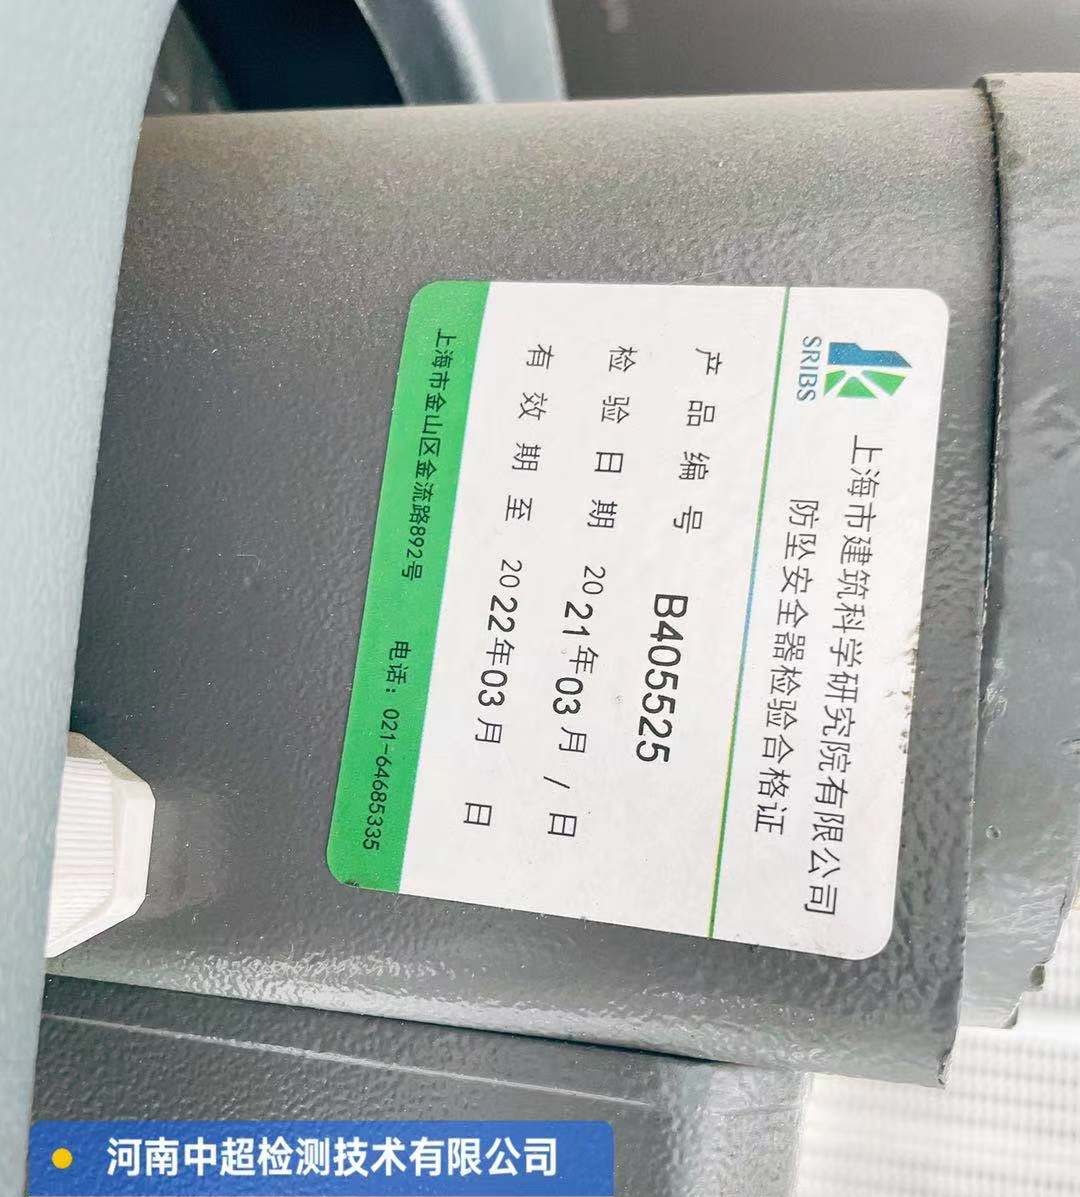 SRIBS
上海市建筑科学研究院有限公司
防坠安全器检验合格证
产品编号 B405525
检验日期 2021年03月/日
有效期至 2022年03月 日
上海市金山区金流路892号 电话：021-64685335
河南中超检测技术有限公司